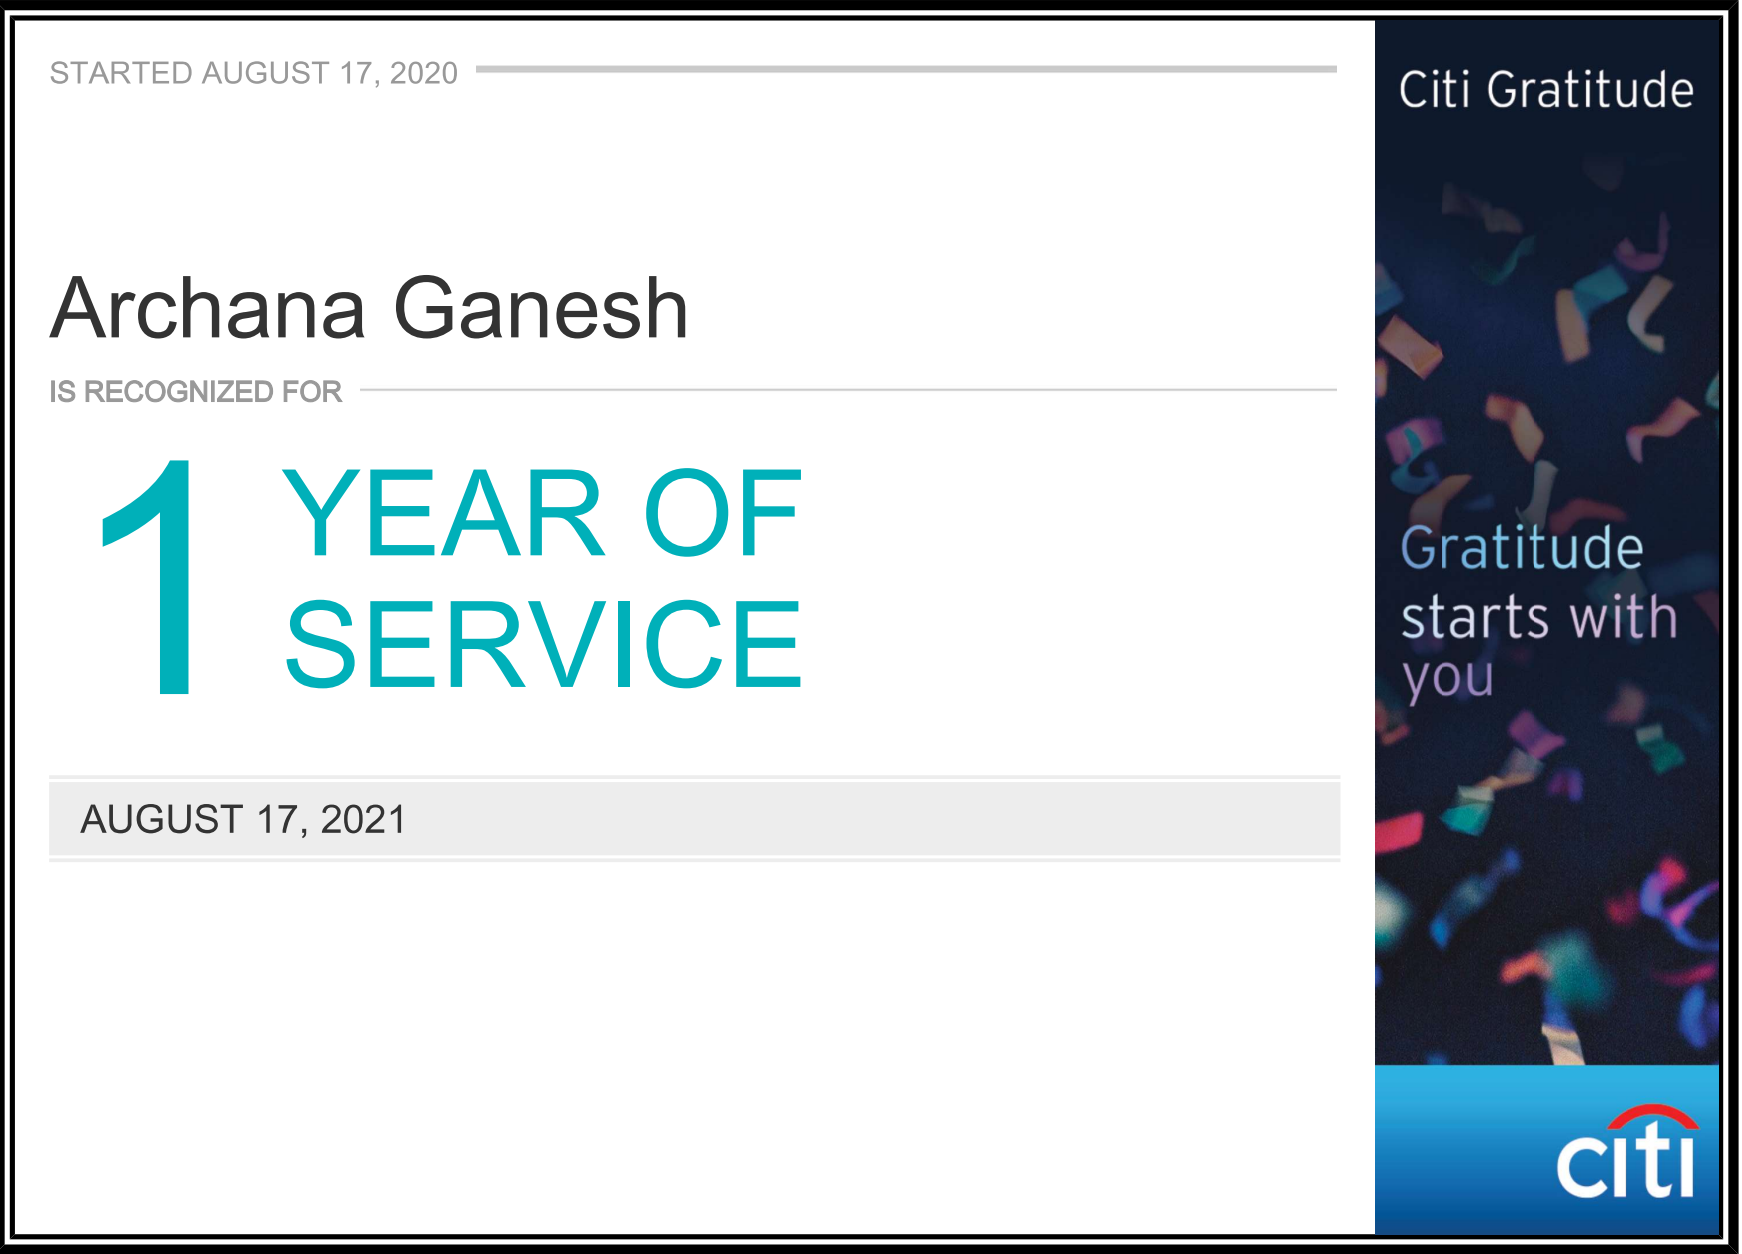 STARTED AUGUST 17, 2020
Archana Ganesh
IS RECOGNIZED FOR
1 YEAR OF
SERVICE
AUGUST 17, 2021
Citi Gratitude
Gratitude
starts with
you
citi